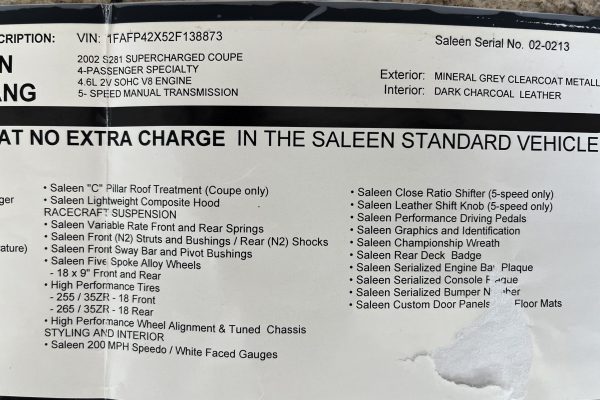 CRIPTION:
VIN: 1FAFP42X52F138873
Saleen Serial No. 02-0213
N
ANG
2002 S281 SUPERCHARGED COUPE
4-PASSENGER SPECIALTY
4.6L 2V SOHC V8 ENGINE
5- SPEED MANUAL TRANSMISSION
Exterior: MINERAL GREY CLEARCOAT METALL
Interior: DARK CHARCOAL LEATHER
AT NO EXTRA CHARGE IN THE SALEEN STANDARD VEHICLE
ger
rature)
• Saleen "C" Pillar Roof Treatment (Coupe only)
• Saleen Lightweight Composite Hood
RACECRAFT SUSPENSION
• Saleen Variable Rate Front and Rear Springs
• Saleen Front (N2) Struts and Bushings / Rear (N2) Shocks
• Saleen Front Sway Bar and Pivot Bushings
• Saleen Five Spoke Alloy Wheels
- 18 x 9" Front and Rear
• High Performance Tires
- 255 / 35ZR - 18 Front
- 265 / 35ZR - 18 Rear
• High Performance Wheel Alignment & Tuned Chassis
STYLING AND INTERIOR
• Saleen 200 MPH Speedo / White Faced Gauges
• Saleen Close Ratio Shifter (5-speed only)
• Saleen Leather Shift Knob (5-speed only)
• Saleen Performance Driving Pedals
• Saleen Graphics and Identification
• Saleen Championship Wreath
• Saleen Rear Deck Badge
• Saleen Serialized Engine Bay Plaque
• Saleen Serialized Console Plaque
• Saleen Serialized Bumper Number
• Saleen Custom Door Panels Floor Mats